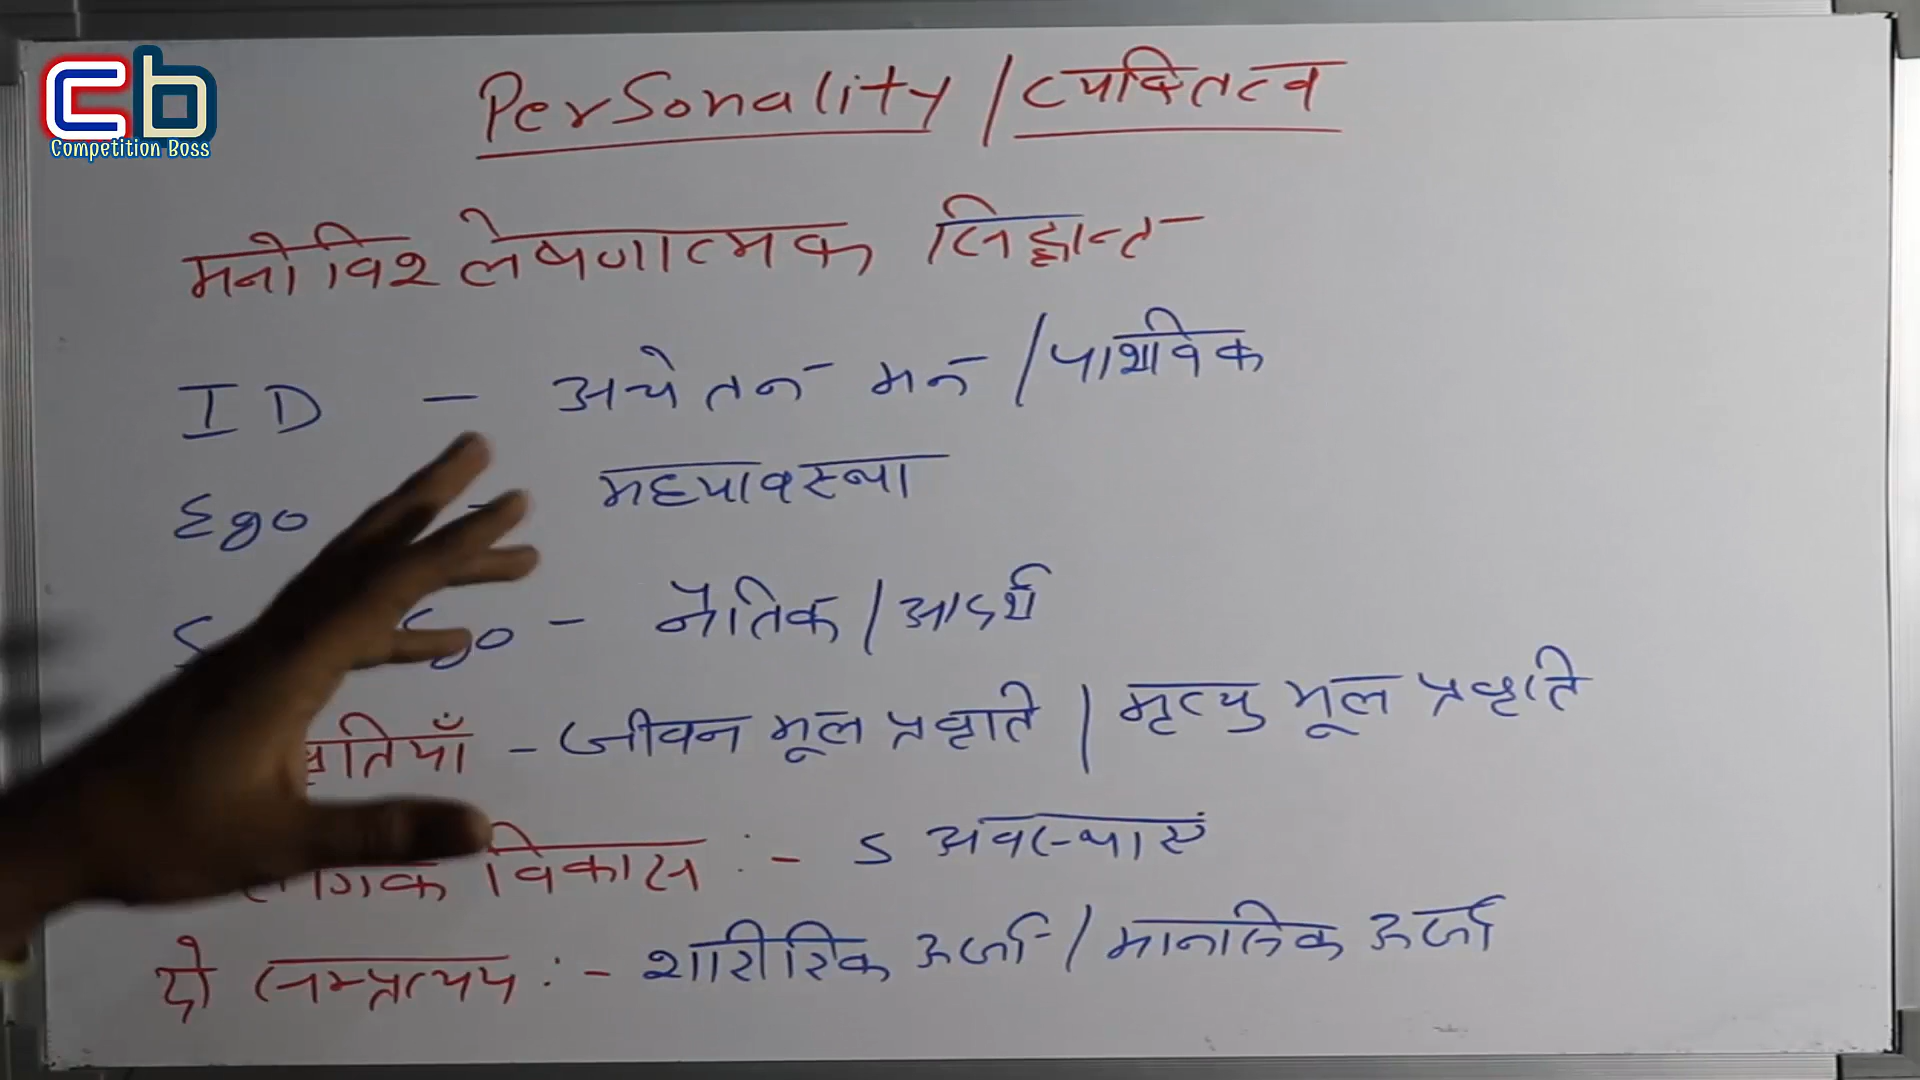 Cb
Competition Boss
Personality / व्यक्तित्व
मनोविश्लेषणात्मक सिद्धान्त
ID - अचेतन मन / पाशविक
Ego - मध्यावस्था
नैतिक / आदर्श
- जीवन मूल प्रवृति / मृत्यु मूल प्रवृति
विकास :- 5 अवस्थाएं
दो सम्प्रत्यय :- शारीरिक ऊर्जा / मानसिक ऊर्जा